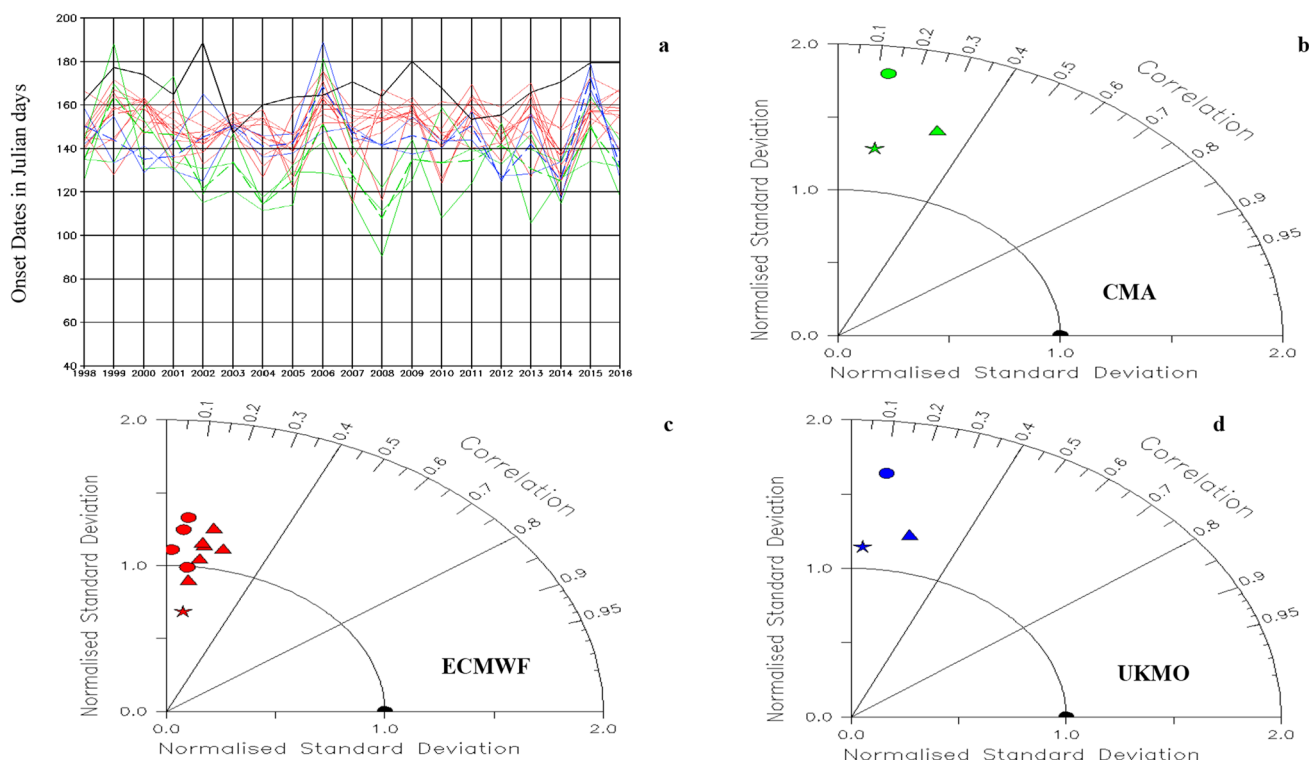 a
Onset Dates in Julian days
200
180
160
140
120
100
80
60
40
1998 1999 2000 2001 2002 2003 2004 2005 2006 2007 2008 2009 2010 2011 2012 2013 2014 2015 2016
b
Normalised Standard Deviation
2.0
1.0
0.0
0.1 0.2 0.3 0.4 0.5 0.6 0.7 0.8 0.9 0.95
Correlation
CMA
0.0 1.0 2.0
Normalised Standard Deviation
c
Normalised Standard Deviation
2.0
1.0
0.0
0.1 0.2 0.3 0.4 0.5 0.6 0.7 0.8 0.9 0.95
Correlation
ECMWF
0.0 1.0 2.0
Normalised Standard Deviation
d
Normalised Standard Deviation
2.0
1.0
0.0
0.1 0.2 0.3 0.4 0.5 0.6 0.7 0.8 0.9 0.95
Correlation
UKMO
0.0 1.0 2.0
Normalised Standard Deviation